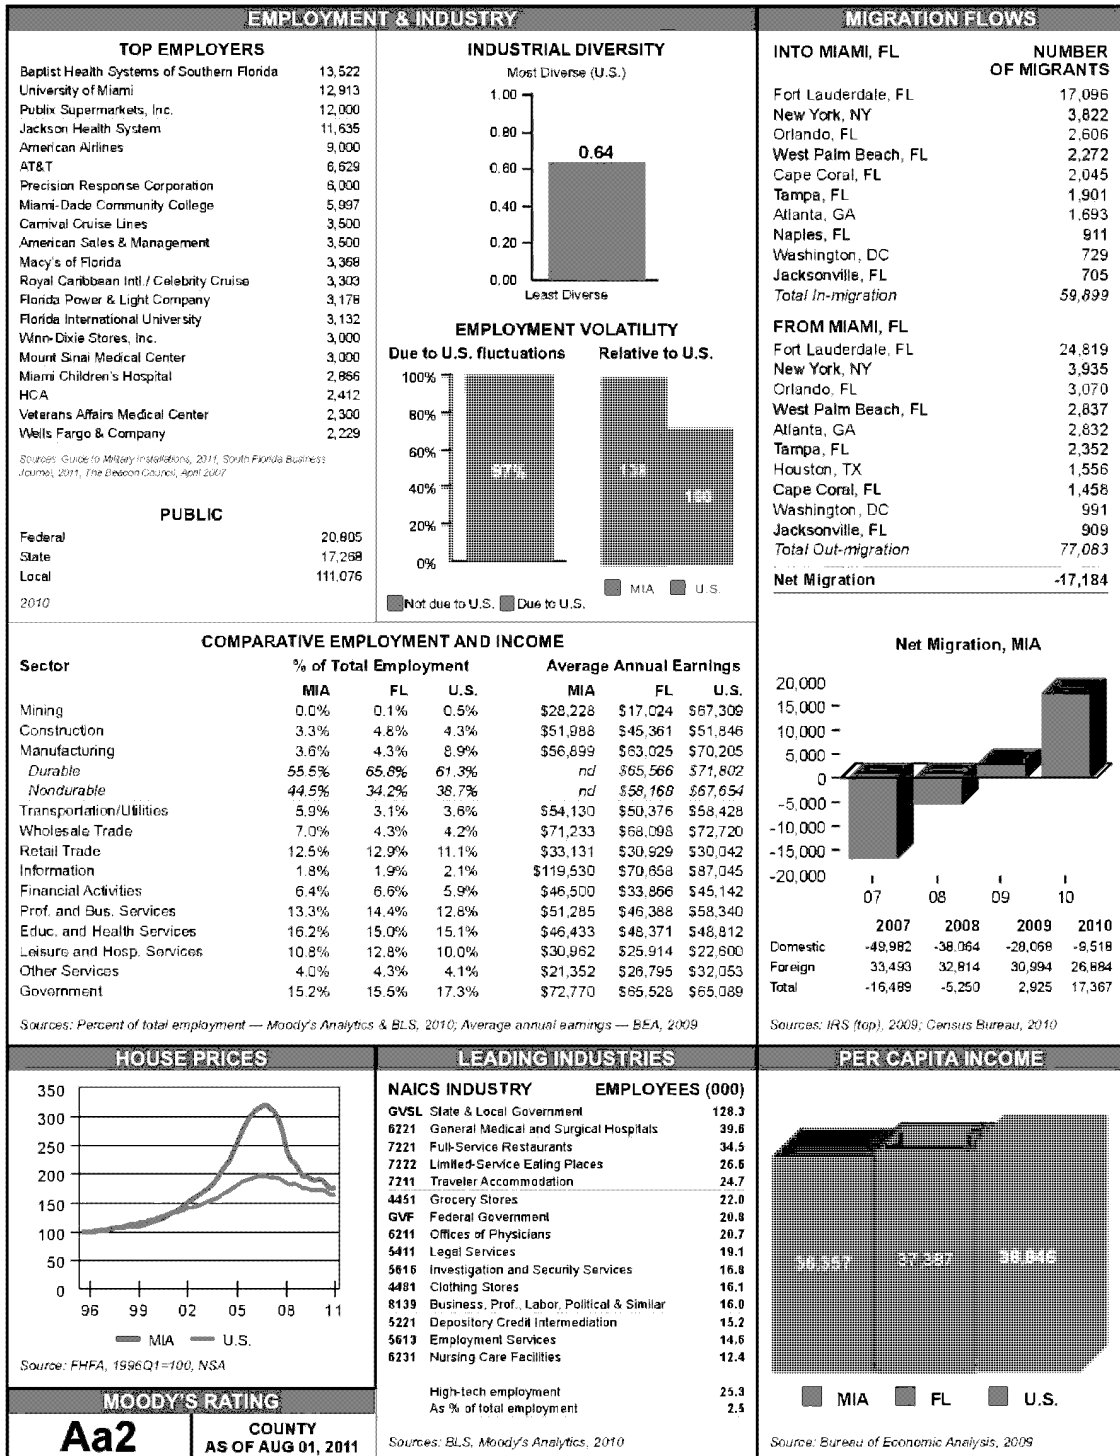 EMPLOYMENT & INDUSTRY
TOP EMPLOYERS
Baptist Health Systems of Southern Florida 13,522
University of Miami 12,913
Publix Supermarkets, Inc. 12,000
Jackson Health System 11,635
American Airlines 9,000
AT&T 6,629
Precision Response Corporation 6,000
Miami-Dade Community College 5,997
Carnival Cruise Lines 3,500
American Sales & Management 3,500
Macy's of Florida 3,368
Royal Caribbean Intl./ Celebrity Cruise 3,303
Florida Power & Light Company 3,178
Florida International University 3,132
Winn-Dixie Stores, Inc. 3,000
Mount Sinai Medical Center 3,000
Miami Children's Hospital 2,866
HCA 2,412
Veterans Affairs Medical Center 2,300
Wells Fargo & Company 2,229
Sources: Guide to Military Installations, 2011, South Florida Business
Journal, 2011, The Beacon Council, April 2007
PUBLIC
Federal 20,805
State 17,268
Local 111,076
2010
INDUSTRIAL DIVERSITY
Most Diverse (U.S.)
1.00
0.80
0.60
0.40
0.20
0.00
0.64
Least Diverse
EMPLOYMENT VOLATILITY
Due to U.S. fluctuations Relative to U.S.
100%
80%
60%
40%
20%
0%
97%
100
Not due to U.S. Due to U.S.
MIA U.S.
MIGRATION FLOWS
INTO MIAMI, FL NUMBER
OF MIGRANTS
Fort Lauderdale, FL 17,096
New York, NY 3,822
Orlando, FL 2,606
West Palm Beach, FL 2,272
Cape Coral, FL 2,045
Tampa, FL 1,901
Atlanta, GA 1,693
Naples, FL 911
Washington, DC 729
Jacksonville, FL 705
Total In-migration 59,899
FROM MIAMI, FL
Fort Lauderdale, FL 24,819
New York, NY 3,935
Orlando, FL 3,070
West Palm Beach, FL 2,837
Atlanta, GA 2,832
Tampa, FL 2,352
Houston, TX 1,556
Cape Coral, FL 1,458
Washington, DC 991
Jacksonville, FL 909
Total Out-migration 77,083
Net Migration -17,184
Net Migration, MIA
20,000
15,000
10,000
5,000
0
-5,000
-10,000
-15,000
-20,000
07 08 09 10
2007 2008 2009 2010
Domestic -49,982 -38,064 -28,068 -9,518
Foreign 33,493 32,814 30,994 26,884
Total -16,489 -5,250 2,925 17,367
Sources: IRS (top), 2009; Census Bureau, 2010
COMPARATIVE EMPLOYMENT AND INCOME
Sector % of Total Employment Average Annual Earnings
MIA FL U.S. MIA FL U.S.
Mining 0.0% 0.1% 0.5% $28,228 $17,024 $67,309
Construction 3.3% 4.8% 4.3% $51,988 $45,361 $51,846
Manufacturing 3.6% 4.3% 8.9% $56,899 $63,025 $70,205
Durable 55.5% 65.8% 61.3% nd $65,566 $71,802
Nondurable 44.5% 34.2% 38.7% nd $58,168 $67,654
Transportation/Utilities 5.9% 3.1% 3.6% $54,130 $50,376 $58,428
Wholesale Trade 7.0% 4.3% 4.2% $71,233 $68,098 $72,720
Retail Trade 12.5% 12.9% 11.1% $33,131 $30,929 $30,042
Information 1.8% 1.9% 2.1% $119,530 $70,658 $87,045
Financial Activities 6.4% 6.6% 5.9% $46,500 $33,866 $45,142
Prof. and Bus. Services 13.3% 14.4% 12.8% $51,285 $46,388 $58,340
Educ. and Health Services 16.2% 15.0% 15.1% $46,433 $48,371 $48,812
Leisure and Hosp. Services 10.8% 12.8% 10.0% $30,962 $25,914 $22,600
Other Services 4.0% 4.3% 4.1% $21,352 $26,795 $32,053
Government 15.2% 15.5% 17.3% $72,770 $65,528 $65,089
Sources: Percent of total employment — Moody's Analytics & BLS, 2010; Average annual earnings — BEA, 2009
HOUSE PRICES
350
300
250
200
150
100
50
0
96 99 02 05 08 11
MIA U.S.
Source: FHFA, 1996Q1=100, NSA
MOODY'S RATING
Aa2
COUNTY
AS OF AUG 01, 2011
LEADING INDUSTRIES
NAICS INDUSTRY EMPLOYEES (000)
GVSL State & Local Government 128.3
6221 General Medical and Surgical Hospitals 39.6
7221 Full-Service Restaurants 34.5
7222 Limited-Service Eating Places 26.6
7211 Traveler Accommodation 24.7
4451 Grocery Stores 22.0
GVF Federal Government 20.8
6211 Offices of Physicians 20.7
5411 Legal Services 19.1
5616 Investigation and Security Services 16.8
4481 Clothing Stores 16.1
8139 Business, Prof., Labor, Political & Similar 16.0
5221 Depository Credit Intermediation 15.2
5613 Employment Services 14.6
6231 Nursing Care Facilities 12.4
High-tech employment 25.3
As % of total employment 2.5
Sources: BLS, Moody's Analytics, 2010
PER CAPITA INCOME
36,357 37,387 38,846
MIA FL U.S.
Source: Bureau of Economic Analysis, 2009